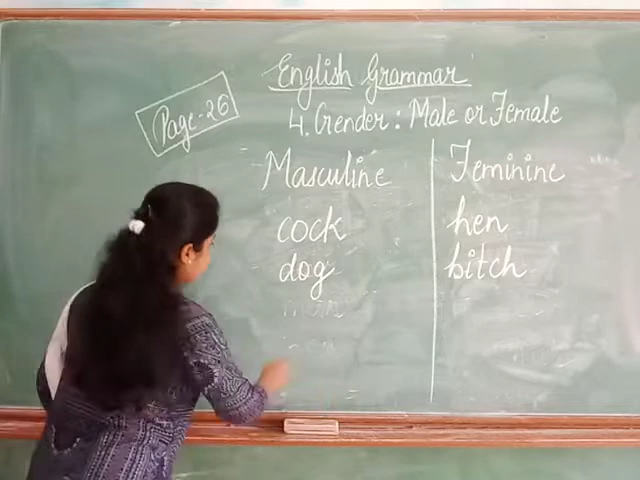 English Grammar
Page-26
4. Gender: Male or Female
Masculine Feminine
cock hen
dog bitch